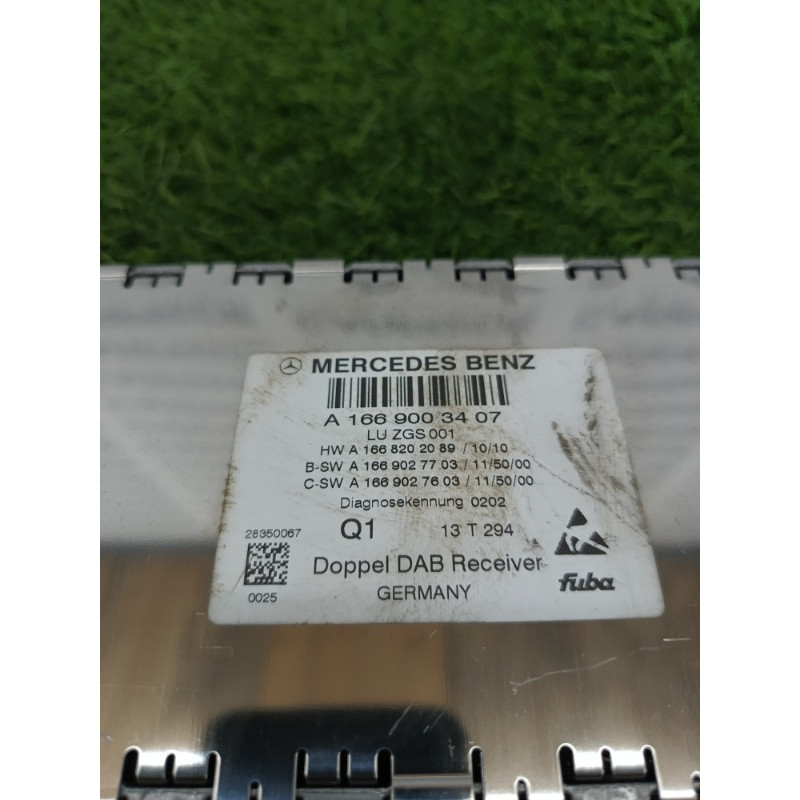 MERCEDES BENZ
A 166 900 34 07
LU ZGS 001
HW A 166 820 20 89 / 10/10
B-SW A 166 902 77 03 / 11/50/00
C-SW A 166 902 76 03 / 11/50/00
Diagnosekennung 0202
28350067
Q1 13 T 294
Doppel DAB Receiver
0025
GERMANY
fuba